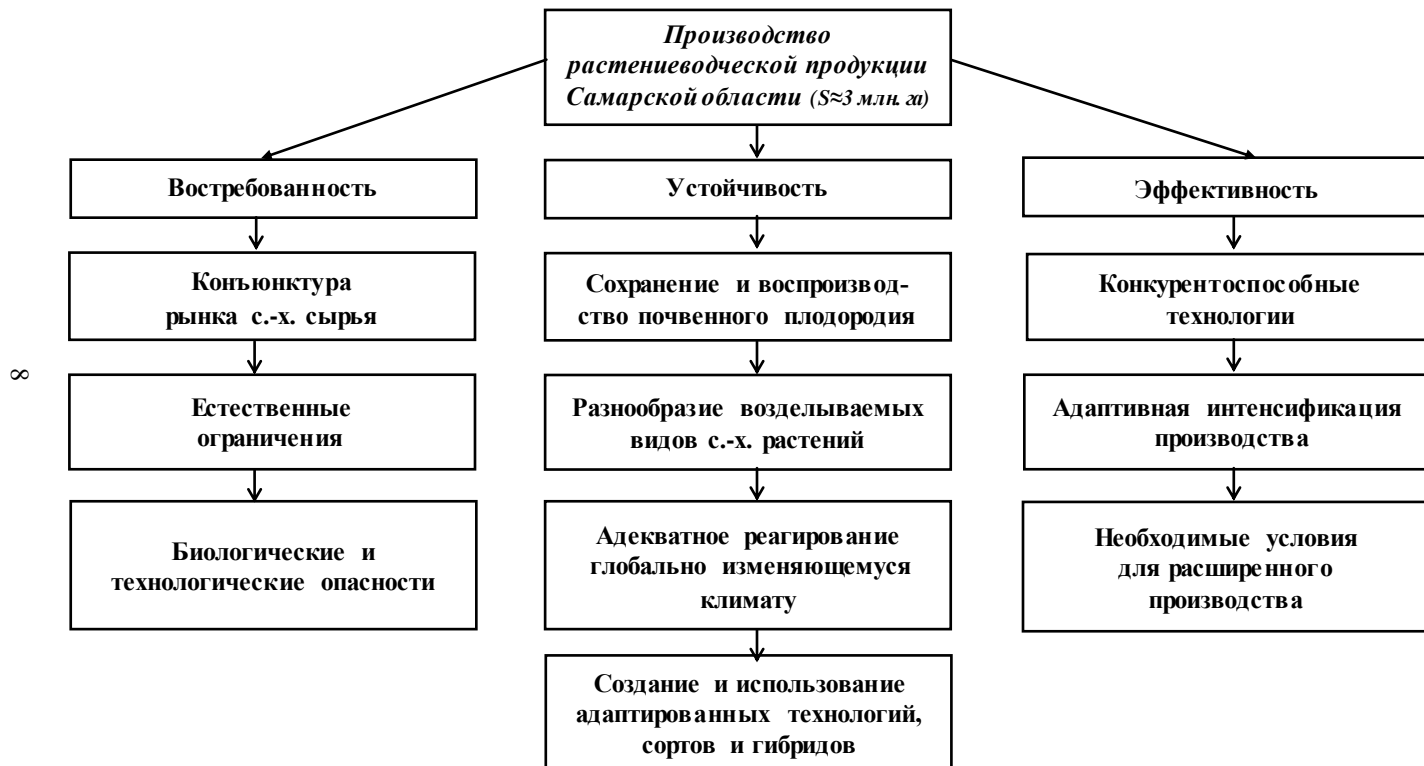 Производство
растениеводческой продукции
Самарской области (S≈3 млн. га)
Востребованность
Конъюнктура
рынка с.-х. сырья
Естественные
ограничения
Биологические и
технологические опасности
Устойчивость
Сохранение и воспроизвод-
ство почвенного плодородия
Разнообразие возделываемых
видов с.-х. растений
Адекватное реагирование
глобально изменяющемуся
климату
Создание и использование
адаптированных технологий,
сортов и гибридов
Эффективность
Конкурентоспособные
технологии
Адаптивная интенсификация
производства
Необходимые условия
для расширенного
производства
8